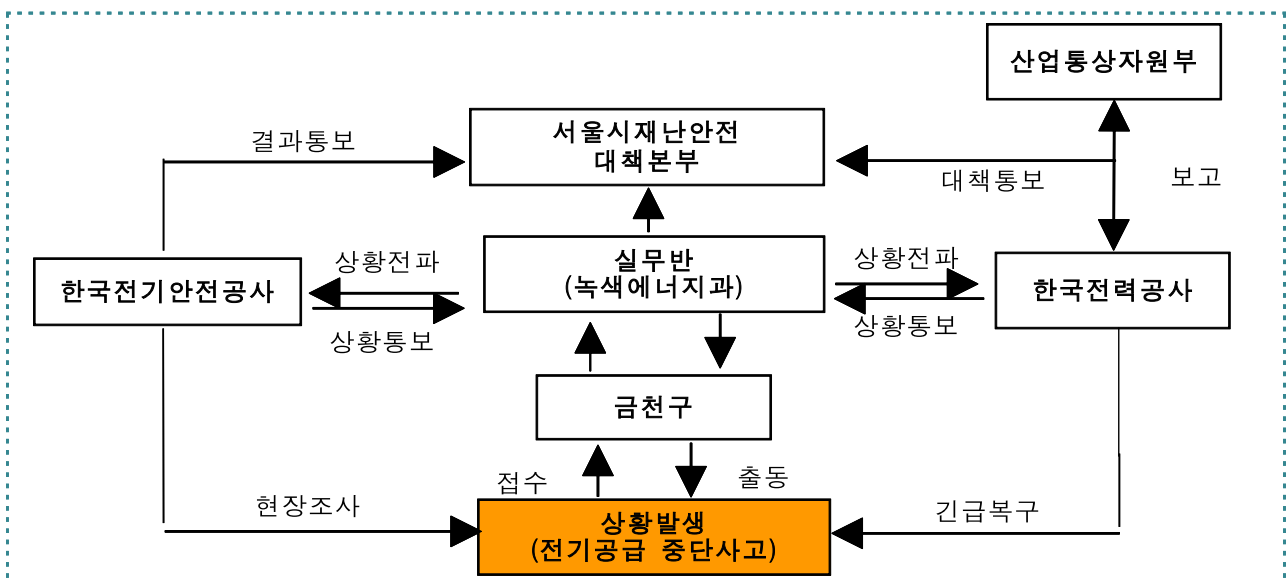 산업통상자원부
서울시재난안전
대책본부
결과통보
대책통보
보고
실무반
(녹색에너지과)
상황전파
상황전파
한국전기안전공사
한국전력공사
상황통보
상황통보
금천구
접수
출동
현장조사
긴급복구
상황발생
(전기공급 중단사고)